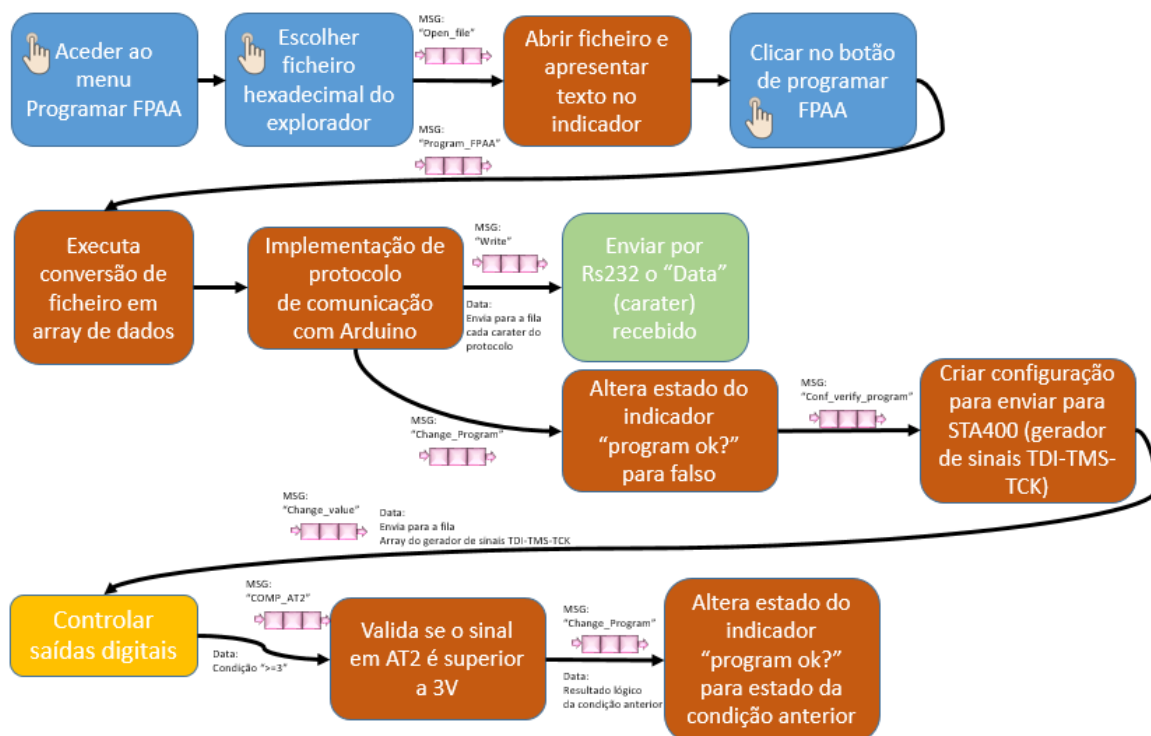 Aceder ao
menu
Programar FPAA
Escolher
ficheiro
hexadecimal do
explorador
MSG:
"Open_file"
Abrir ficheiro e
apresentar
texto no
indicador
Clicar no botão
de programar
FPAA
MSG:
"Program_FPAA"
Executa
conversão de
ficheiro em
array de dados
Implementação de
protocolo
de comunicação
com Arduino
MSG:
"Write"
Data:
Envia para a fila
cada carater do
protocolo
Enviar por
Rs232 o "Data"
(carater)
recebido
MSG:
"Change_Program"
Altera estado do
indicador
"program ok?"
para falso
MSG:
"Conf_verify_program"
Criar configuração
para enviar para
STA400 (gerador
de sinais TDI-TMS-
TCK)
MSG:
"Change_value"
Data:
Envia para a fila
Array do gerador de sinais TDI-TMS-TCK
Controlar
saídas digitais
MSG:
"COMP_AT2"
Data:
Condição ">=3"
Valida se o sinal
em AT2 é superior
a 3V
MSG:
"Change_Program"
Data:
Resultado lógico
da condição anterior
Altera estado do
indicador
"program ok?"
para estado da
condição anterior